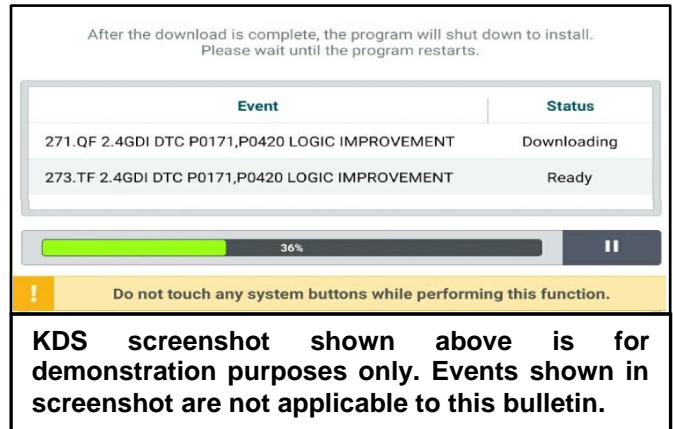 After the download is complete, the program will shut down to install.
Please wait until the program restarts.
Event Status
271.QF 2.4GDI DTC P0171,P0420 LOGIC IMPROVEMENT Downloading
273.TF 2.4GDI DTC P0171,P0420 LOGIC IMPROVEMENT Ready
36%
! Do not touch any system buttons while performing this function.
KDS screenshot shown above is for
demonstration purposes only. Events shown in
screenshot are not applicable to this bulletin.